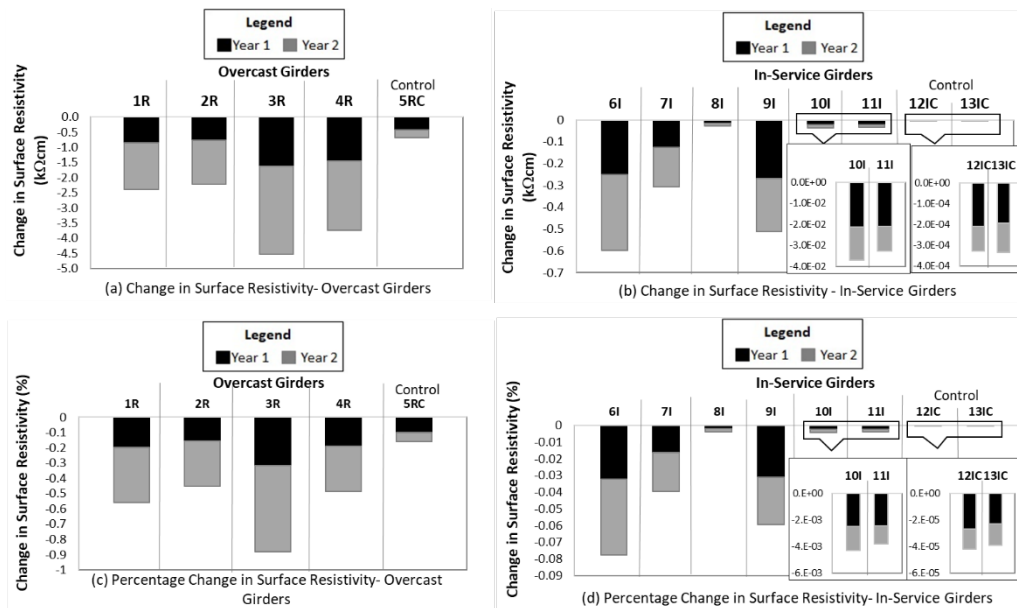 Legend
Year 1 Year 2
Overcast Girders
Control
1R 2R 3R 4R 5RC
Change in Surface Resistivity
(kΩcm)
0.0
-0.5
-1.0
-1.5
-2.0
-2.5
-3.0
-3.5
-4.0
-4.5
-5.0
(a) Change in Surface Resistivity- Overcast Girders
Legend
Year 1 Year 2
In-Service Girders
Control
6I 7I 8I 9I 10I 11I 12IC 13IC
Change in Surface Resistivity
(kΩcm)
0
-0.1
-0.2
-0.3
-0.4
-0.5
-0.6
-0.7
10I 11I
0.0E+00
-1.0E-02
-2.0E-02
-3.0E-02
-4.0E-02
12IC 13IC
0.0E+00
-1.0E-04
-2.0E-04
-3.0E-04
-4.0E-04
(b) Change in Surface Resistivity - In-Service Girders
Legend
Year 1 Year 2
Overcast Girders
Control
1R 2R 3R 4R 5RC
Change in Surface Resistivity (%)
0
-0.1
-0.2
-0.3
-0.4
-0.5
-0.6
-0.7
-0.8
-0.9
-1
(c) Percentage Change in Surface Resistivity- Overcast
Girders
Legend
Year 1 Year 2
In-Service Girders
Control
6I 7I 8I 9I 10I 11I 12IC 13IC
Change in Surface Resistivity (%)
0
-0.01
-0.02
-0.03
-0.04
-0.05
-0.06
-0.07
-0.08
-0.09
10I 11I
0.0E+00
-2.0E-03
-4.0E-03
-6.0E-03
12IC 13IC
0.0E+00
-2.0E-05
-4.0E-05
-6.0E-05
(d) Percentage Change in Surface Resistivity- In-Service Girders